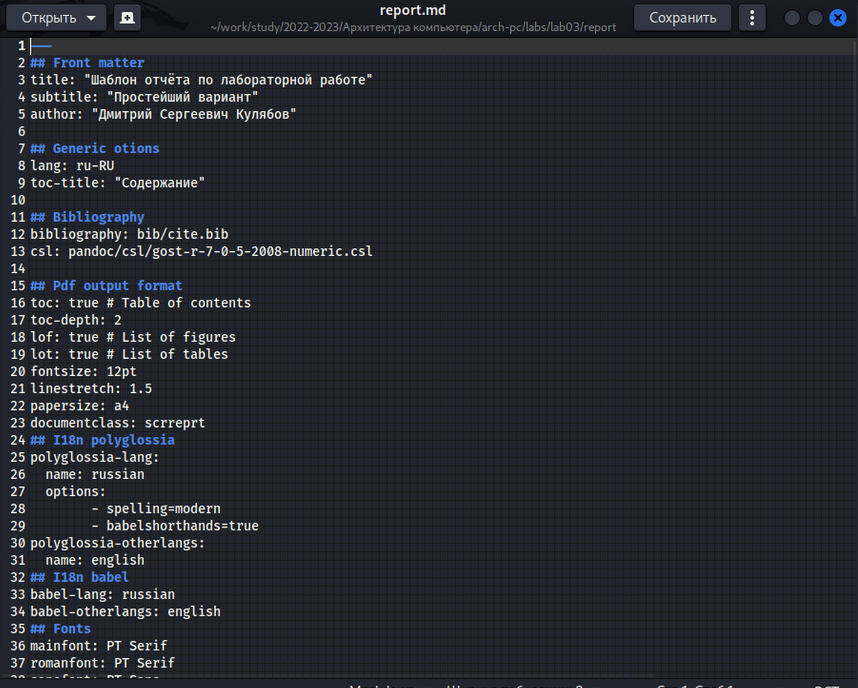 report.md
Открыть
~/work/study/2022-2023/Архитектура компьютера/arch-pc/labs/lab03/report
Сохранить
1 ---
2 ## Front matter
3 title: "Шаблон отчёта по лабораторной работе"
4 subtitle: "Простейший вариант"
5 author: "Дмитрий Сергеевич Кулябов"
6
7 ## Generic otions
8 lang: ru-RU
9 toc-title: "Содержание"
10
11 ## Bibliography
12 bibliography: bib/cite.bib
13 csl: pandoc/csl/gost-r-7-0-5-2008-numeric.csl
14
15 ## Pdf output format
16 toc: true # Table of contents
17 toc-depth: 2
18 lof: true # List of figures
19 lot: true # List of tables
20 fontsize: 12pt
21 linestretch: 1.5
22 papersize: a4
23 documentclass: scrreprt
24 ## I18n polyglossia
25 polyglossia-lang:
26   name: russian
27   options:
28         - spelling=modern
29         - babelshorthands=true
30 polyglossia-otherlangs:
31   name: english
32 ## I18n babel
33 babel-lang: russian
34 babel-otherlangs: english
35 ## Fonts
36 mainfont: PT Serif
37 romanfont: PT Serif